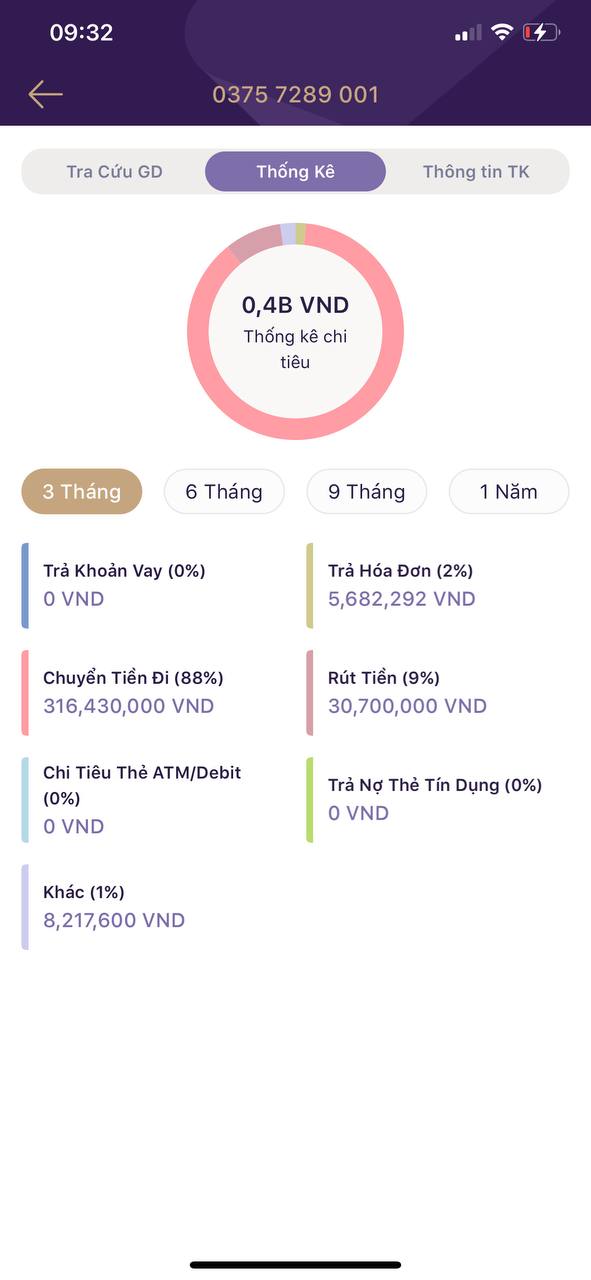 09:32
0375 7289 001
Tra Cứu GD
Thống Kê
Thông tin TK
0,4B VND
Thống kê chi
tiêu
3 Tháng
6 Tháng
9 Tháng
1 Năm
Trả Khoản Vay (0%)
0 VND
Trả Hóa Đơn (2%)
5,682,292 VND
Chuyển Tiền Đi (88%)
316,430,000 VND
Rút Tiền (9%)
30,700,000 VND
Chi Tiêu Thẻ ATM/Debit
(0%)
0 VND
Trả Nợ Thẻ Tín Dụng (0%)
0 VND
Khác (1%)
8,217,600 VND